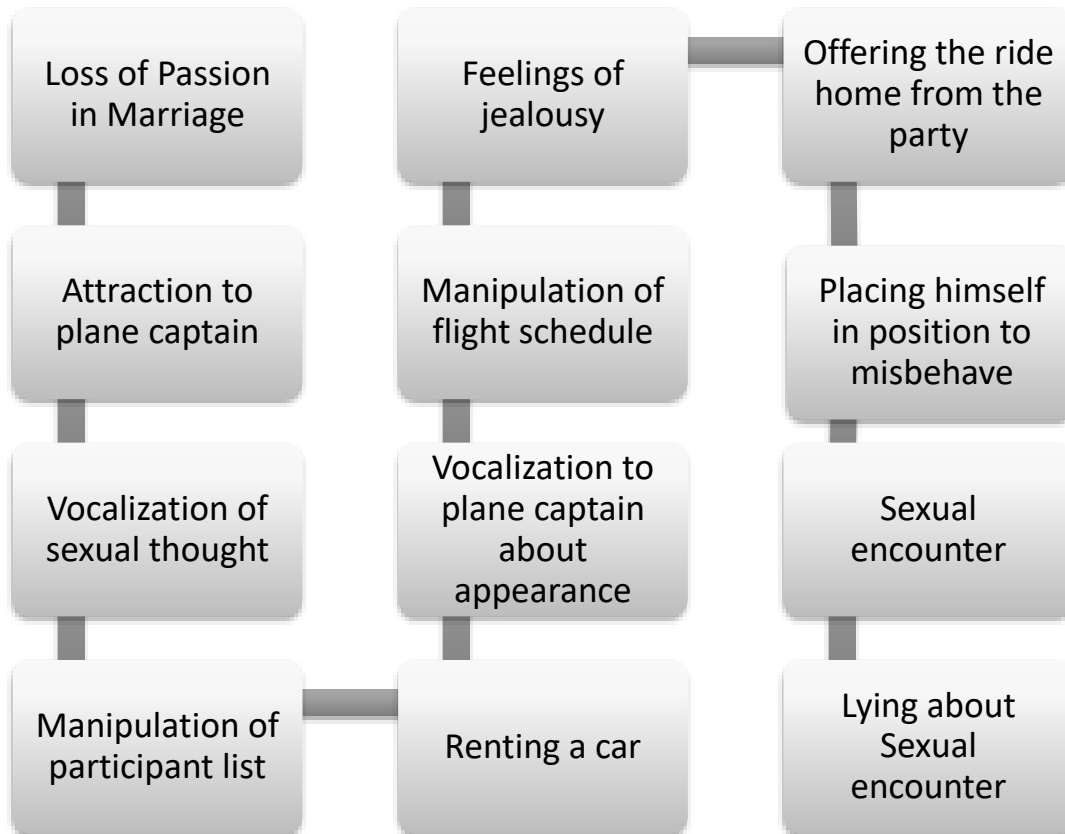 Loss of Passion
in Marriage
Attraction to
plane captain
Vocalization of
sexual thought
Manipulation of
participant list
Renting a car
Vocalization to
plane captain
about
appearance
Manipulation of
flight schedule
Feelings of
jealousy
Offering the ride
home from the
party
Placing himself
in position to
misbehave
Sexual
encounter
Lying about
Sexual
encounter